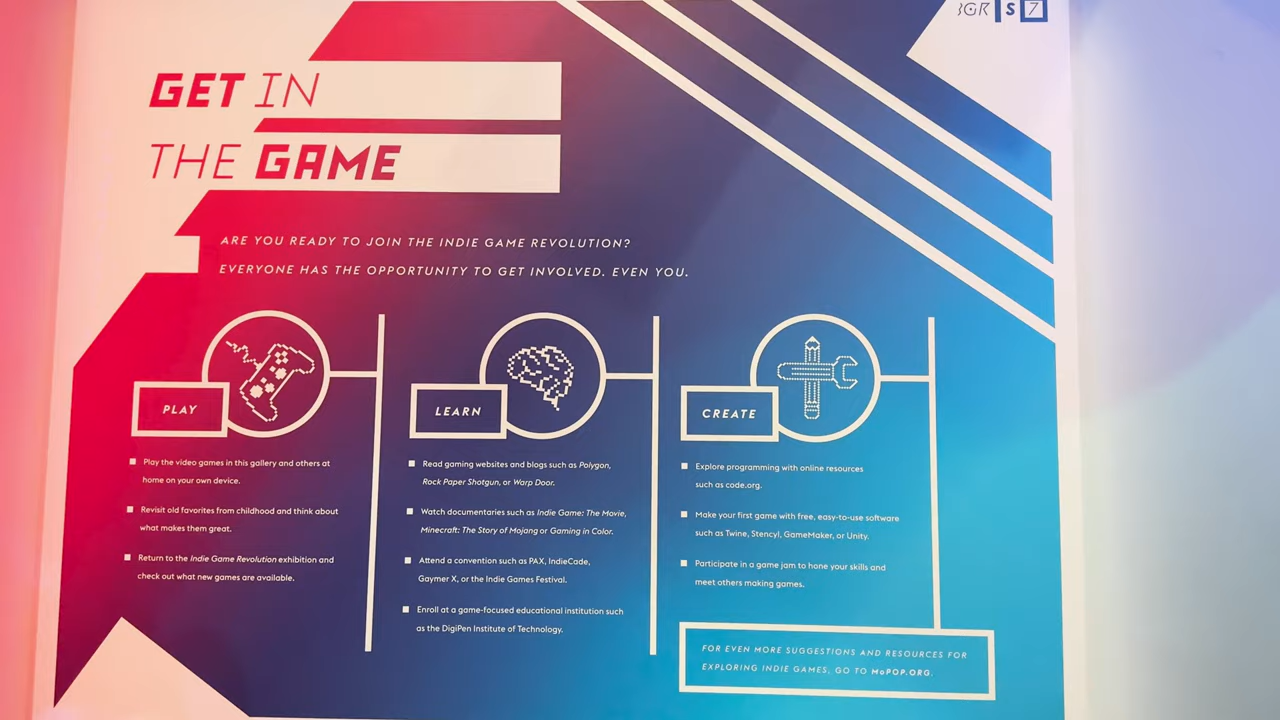 IGR S 7
GET IN
THE GAME
ARE YOU READY TO JOIN THE INDIE GAME REVOLUTION?
EVERYONE HAS THE OPPORTUNITY TO GET INVOLVED. EVEN YOU.
PLAY
Play the video games in this gallery and others at
home on your own device.
Revisit old favorites from childhood and think about
what makes them great.
Return to the Indie Game Revolution exhibition and
check out what new games are available.
LEARN
Read gaming websites and blogs such as Polygon,
Rock Paper Shotgun, or Warp Door.
Watch documentaries such as Indie Game: The Movie,
Minecraft: The Story of Mojang or Gaming in Color.
Attend a convention such as PAX, IndieCade,
Gaymer X, or the Indie Games Festival.
Enroll at a game-focused educational institution such
as the DigiPen Institute of Technology.
CREATE
Explore programming with online resources
such as code.org.
Make your first game with free, easy-to-use software
such as Twine, Stencyl, GameMaker, or Unity.
Participate in a game jam to hone your skills and
meet others making games.
FOR EVEN MORE SUGGESTIONS AND RESOURCES FOR
EXPLORING INDIE GAMES, GO TO MoPOP.ORG.